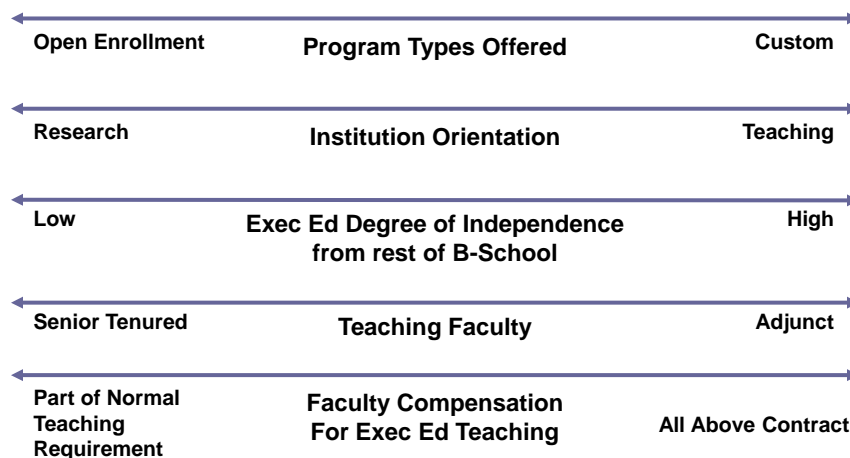 Open Enrollment Program Types Offered Custom
Research Institution Orientation Teaching
Low Exec Ed Degree of Independence High
from rest of B-School
Senior Tenured Teaching Faculty Adjunct
Part of Normal
Teaching
Requirement
Faculty Compensation
For Exec Ed Teaching
All Above Contract